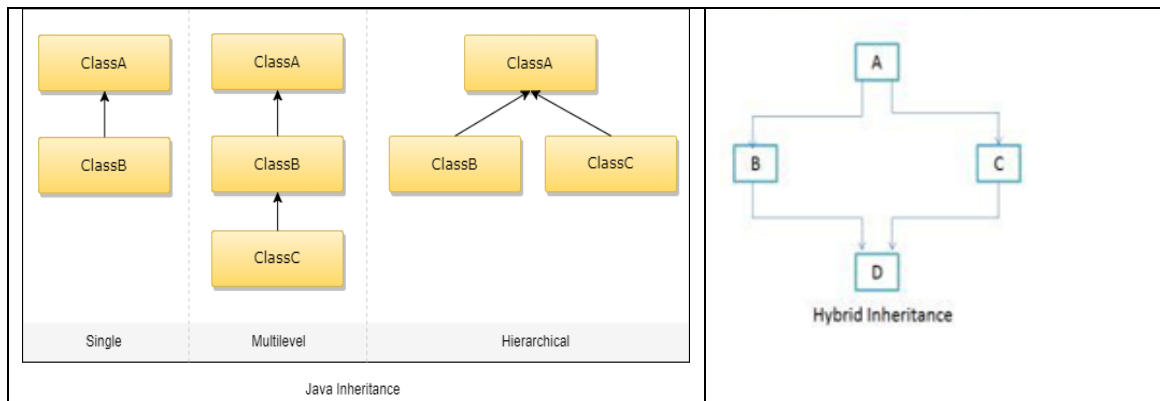 ClassA
ClassB
Single
ClassA
ClassB
ClassC
Multilevel
ClassA
ClassB
ClassC
Hierarchical
Java Inheritance
A
B
C
D
Hybrid Inheritance